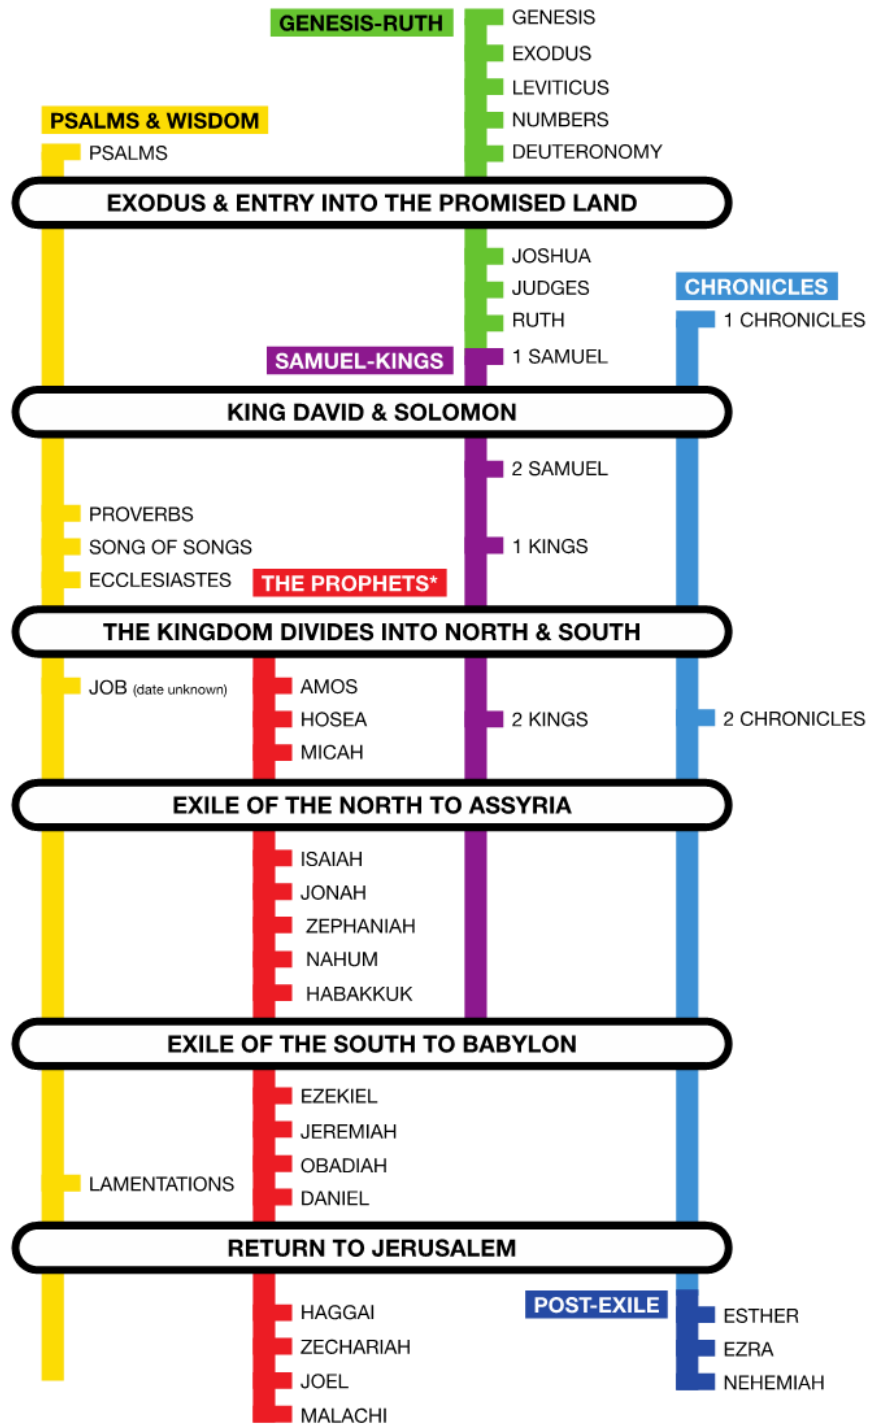 GENESIS-RUTH
GENESIS
EXODUS
LEVITICUS
NUMBERS
DEUTERONOMY
PSALMS & WISDOM
PSALMS
EXODUS & ENTRY INTO THE PROMISED LAND
JOSHUA
JUDGES
RUTH
CHRONICLES
1 CHRONICLES
SAMUEL-KINGS
1 SAMUEL
KING DAVID & SOLOMON
2 SAMUEL
1 KINGS
PROVERBS
SONG OF SONGS
ECCLESIASTES
THE PROPHETS*
THE KINGDOM DIVIDES INTO NORTH & SOUTH
JOB (date unknown)
AMOS
HOSEA
MICAH
2 KINGS
2 CHRONICLES
EXILE OF THE NORTH TO ASSYRIA
ISAIAH
JONAH
ZEPHANIAH
NAHUM
HABAKKUK
EXILE OF THE SOUTH TO BABYLON
EZEKIEL
JEREMIAH
OBADIAH
DANIEL
LAMENTATIONS
RETURN TO JERUSALEM
HAGGAI
ZECHARIAH
JOEL
MALACHI
POST-EXILE
ESTHER
EZRA
NEHEMIAH